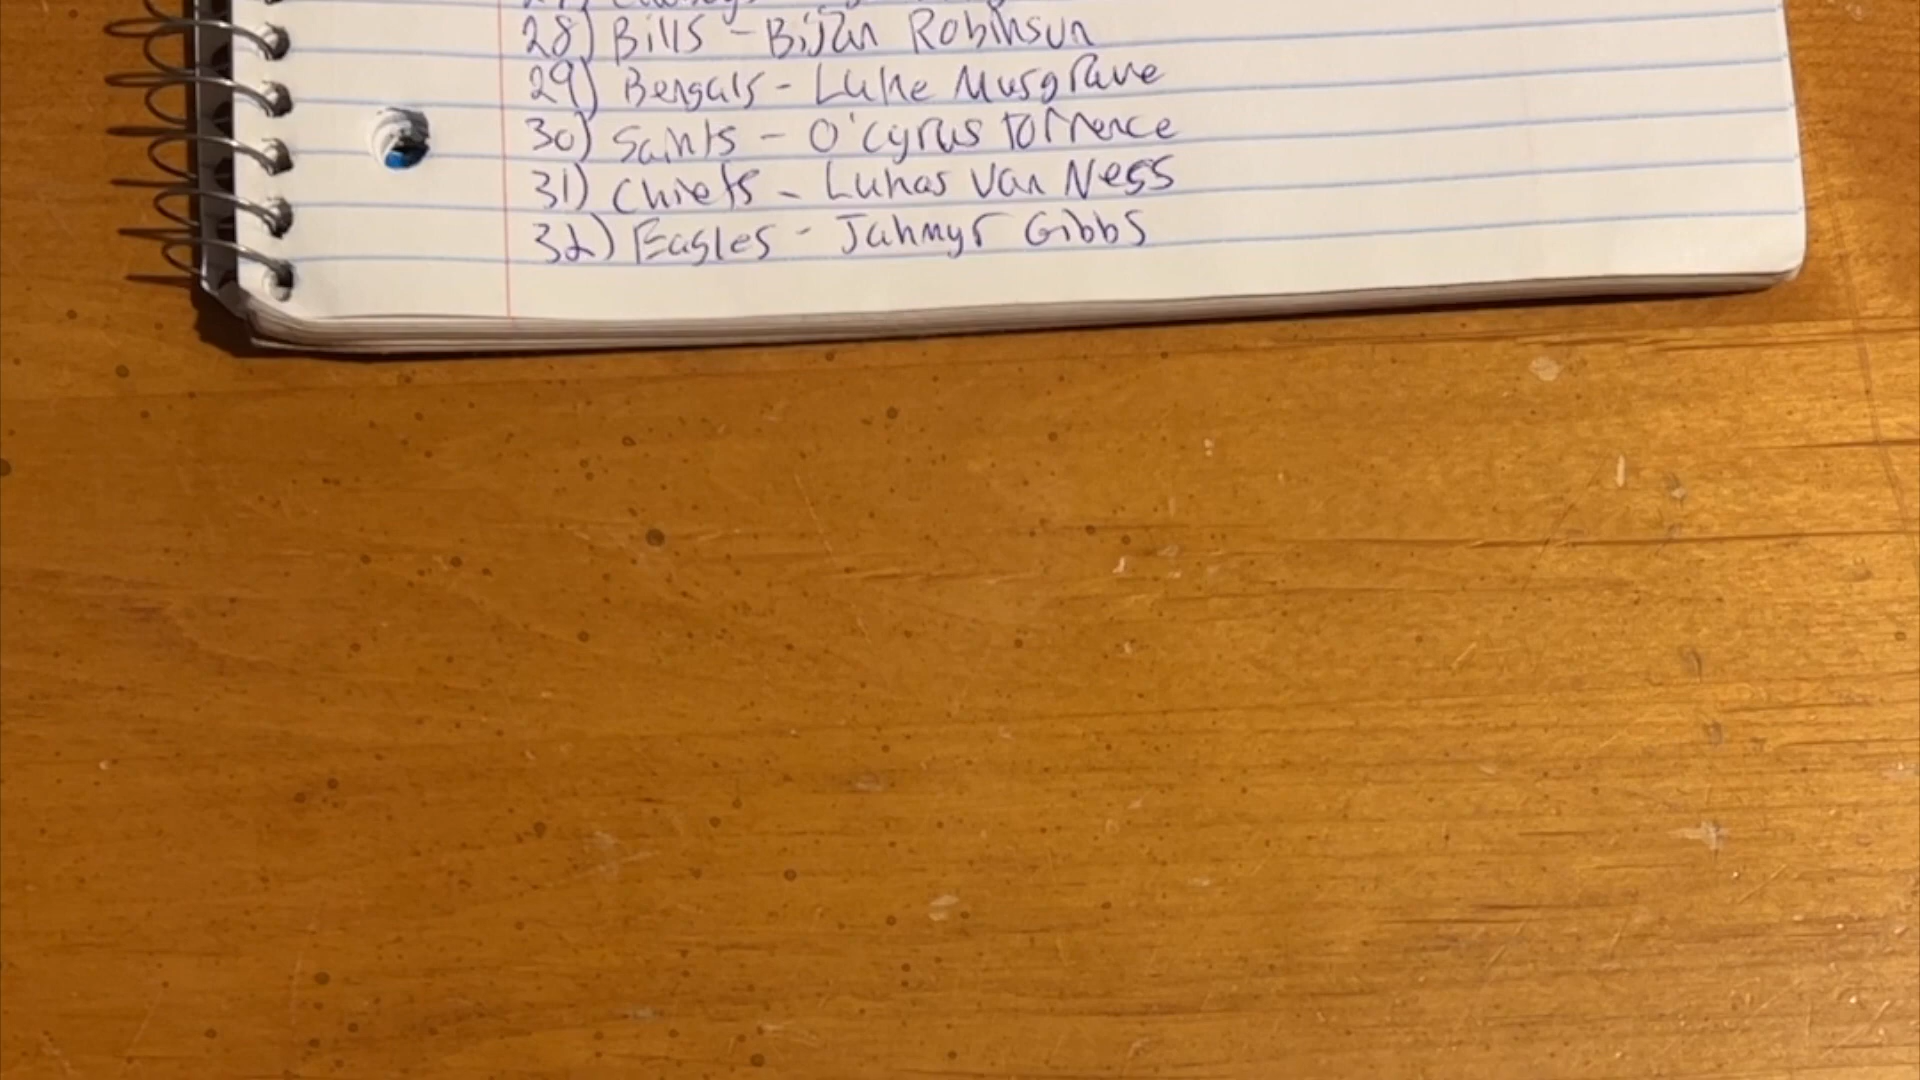 28) Bills - Bijan Robinson
29) Bengals - Luke Musgrave
30) Saints - O'Cyrus Torrence
31) Chiefs - Lukas Van Ness
32) Eagles - Jahmyr Gibbs